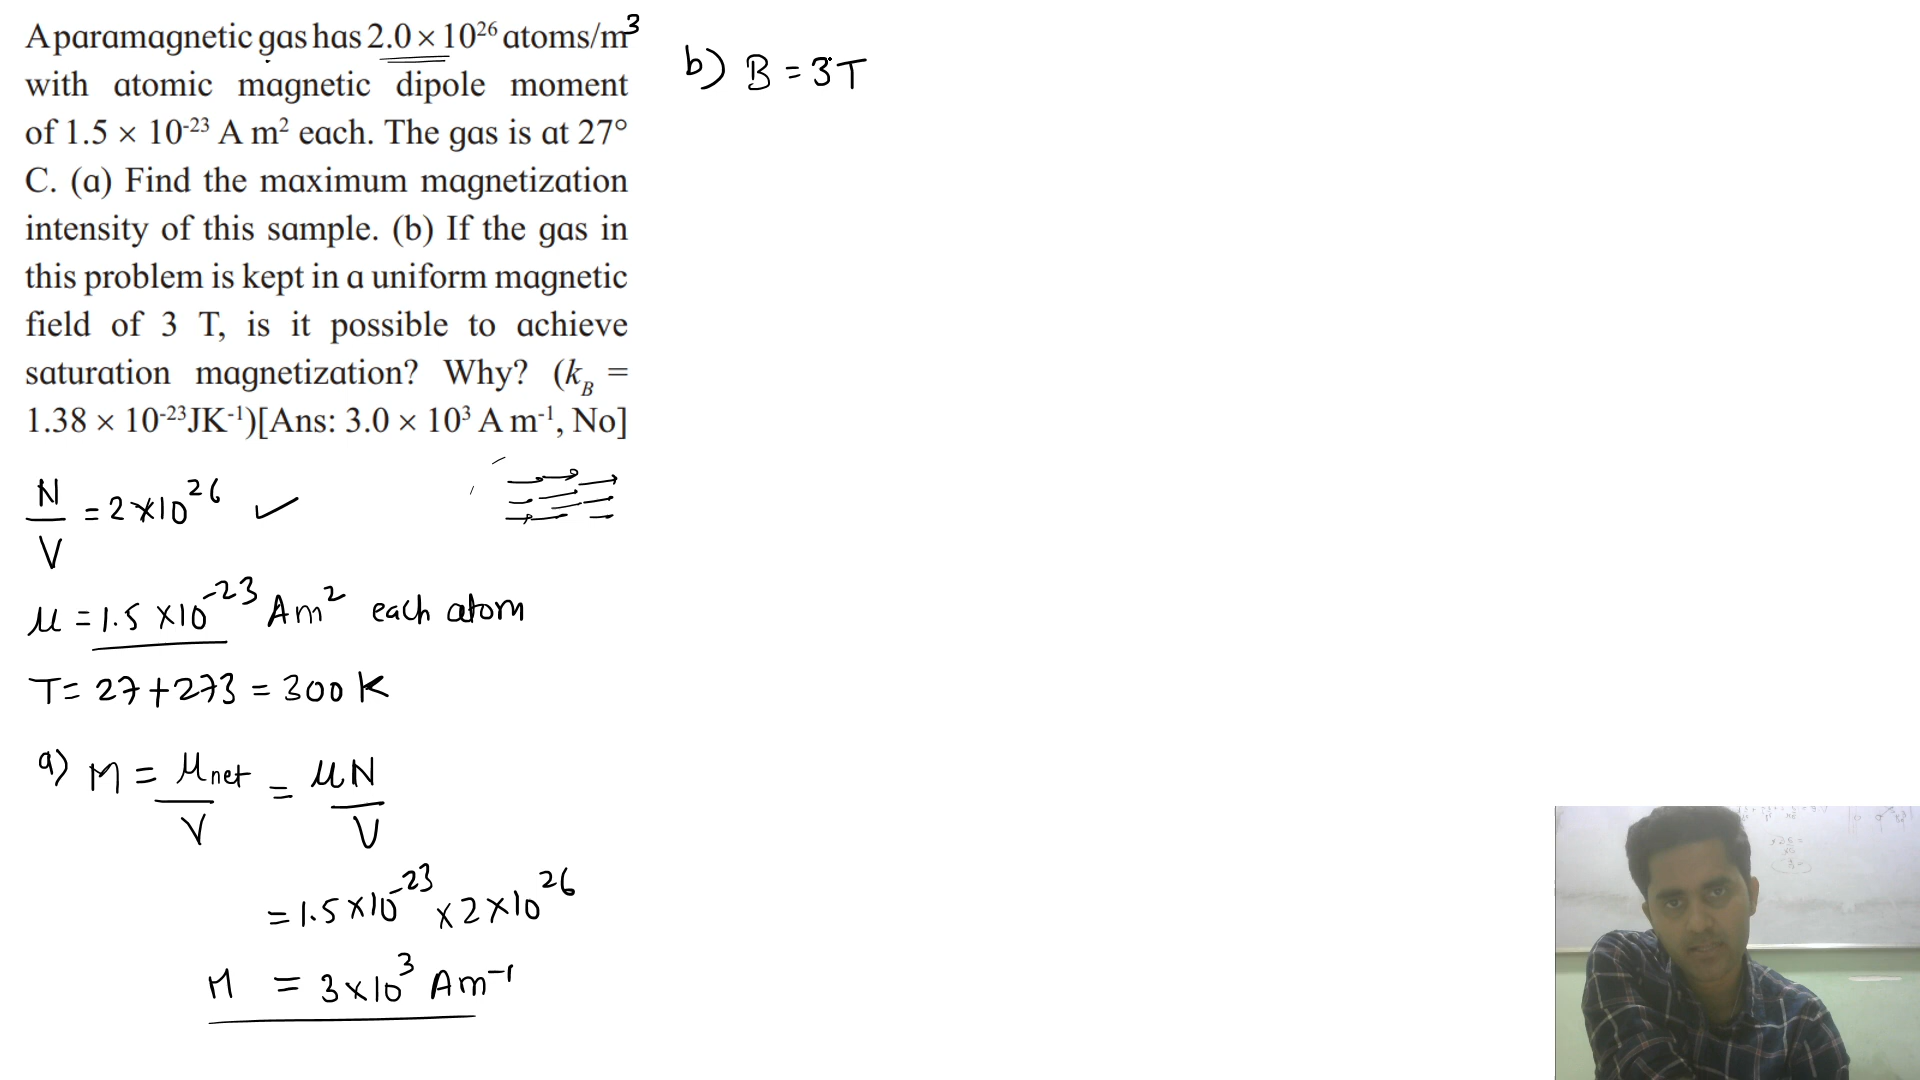 A paramagnetic gas has 2.0 × 10²⁶ atoms/m³
with atomic magnetic dipole moment
of 1.5 × 10⁻²³ A m² each. The gas is at 27°
C. (a) Find the maximum magnetization
intensity of this sample. (b) If the gas in
this problem is kept in a uniform magnetic
field of 3 T, is it possible to achieve
saturation magnetization? Why? (k_B =
1.38 × 10⁻²³JK⁻¹)[Ans: 3.0 × 10³ A m⁻¹, No]
N/V = 2×10²⁶ ✓
μ = 1.5 ×10⁻²³ Am² each atom
T= 27+273 = 300 K
a) M = μnet/V = μN/V
= 1.5×10⁻²³ × 2×10²⁶
M = 3×10³ Am⁻¹
b) B = 3T